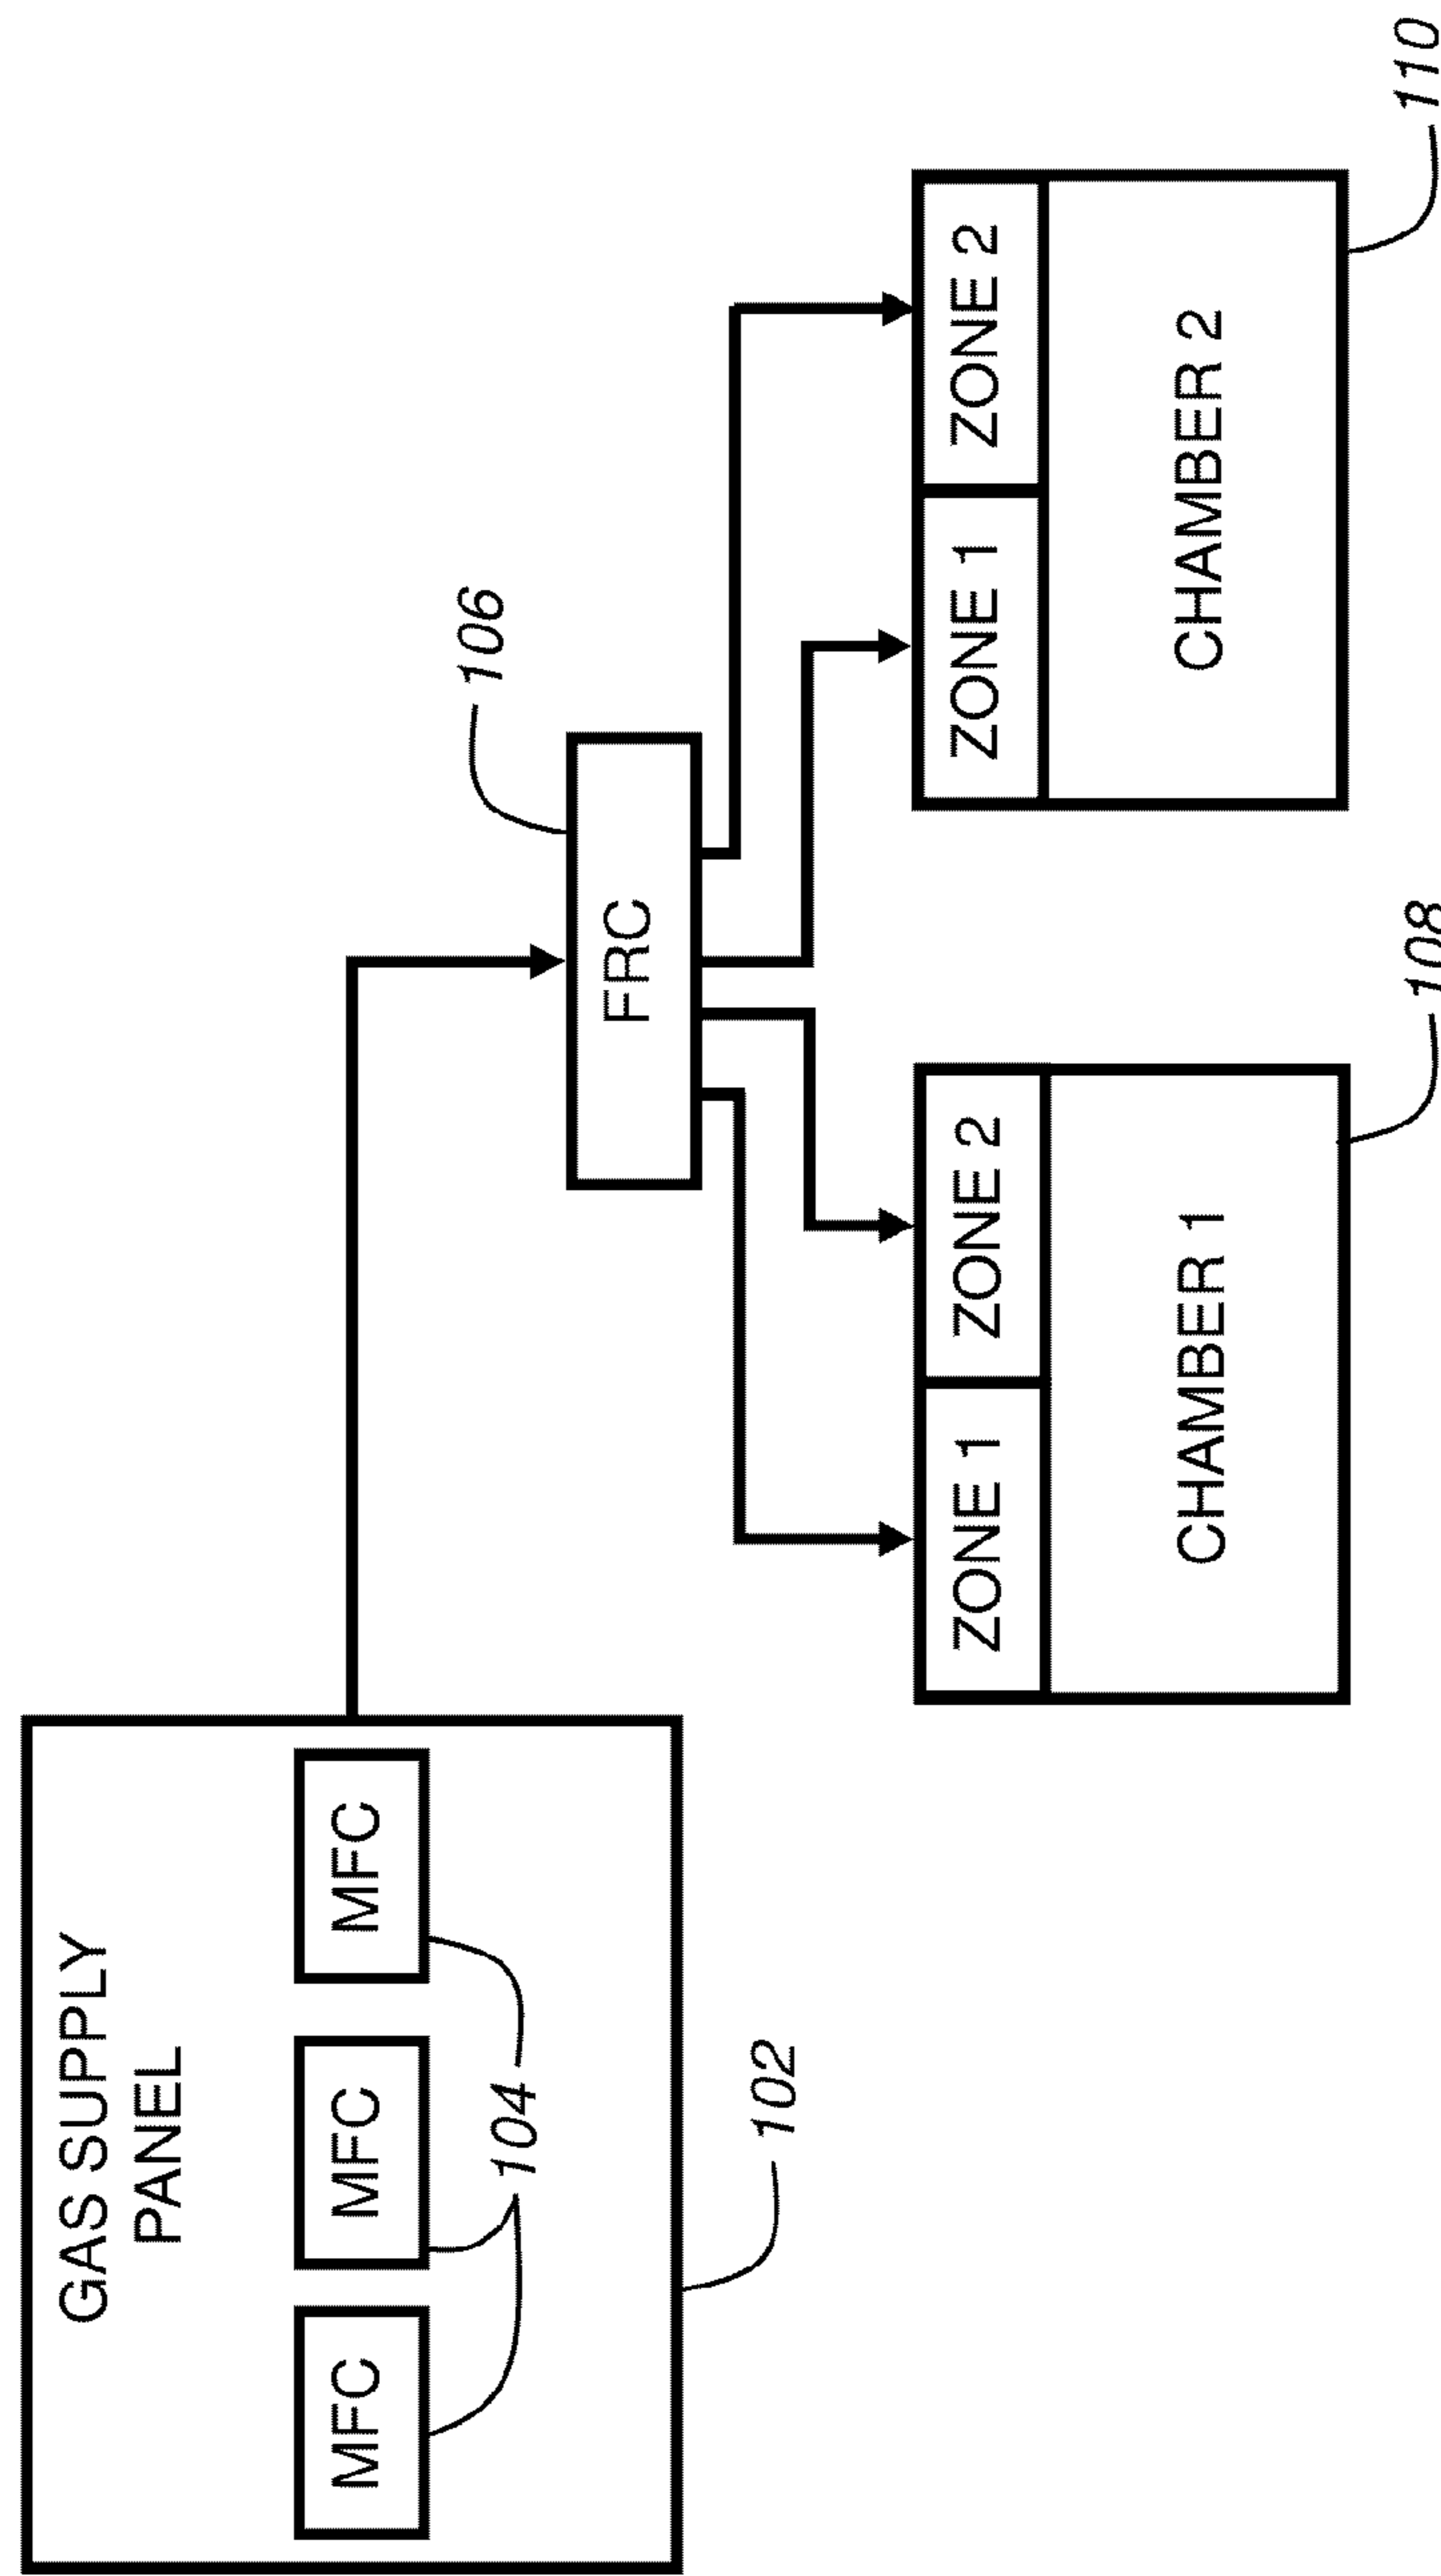 GAS SUPPLY
PANEL
MFC MFC MFC
104
102
106
FRC
ZONE 1 ZONE 2
CHAMBER 1
108
ZONE 1 ZONE 2
CHAMBER 2
110